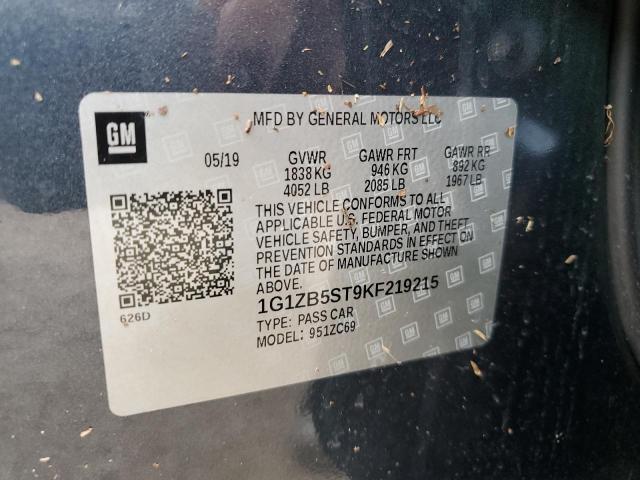 GM
MFD BY GENERAL MOTORS LLC
05/19 GVWR GAWR FRT GAWR RR
1838 KG 946 KG 892 KG
4052 LB 2085 LB 1967 LB
THIS VEHICLE CONFORMS TO ALL
APPLICABLE U.S. FEDERAL MOTOR
VEHICLE SAFETY, BUMPER, AND THEFT
PREVENTION STANDARDS IN EFFECT ON
THE DATE OF MANUFACTURE SHOWN
ABOVE.
626D
1G1ZB5ST9KF219215
TYPE: PASS CAR
MODEL: 951ZC69